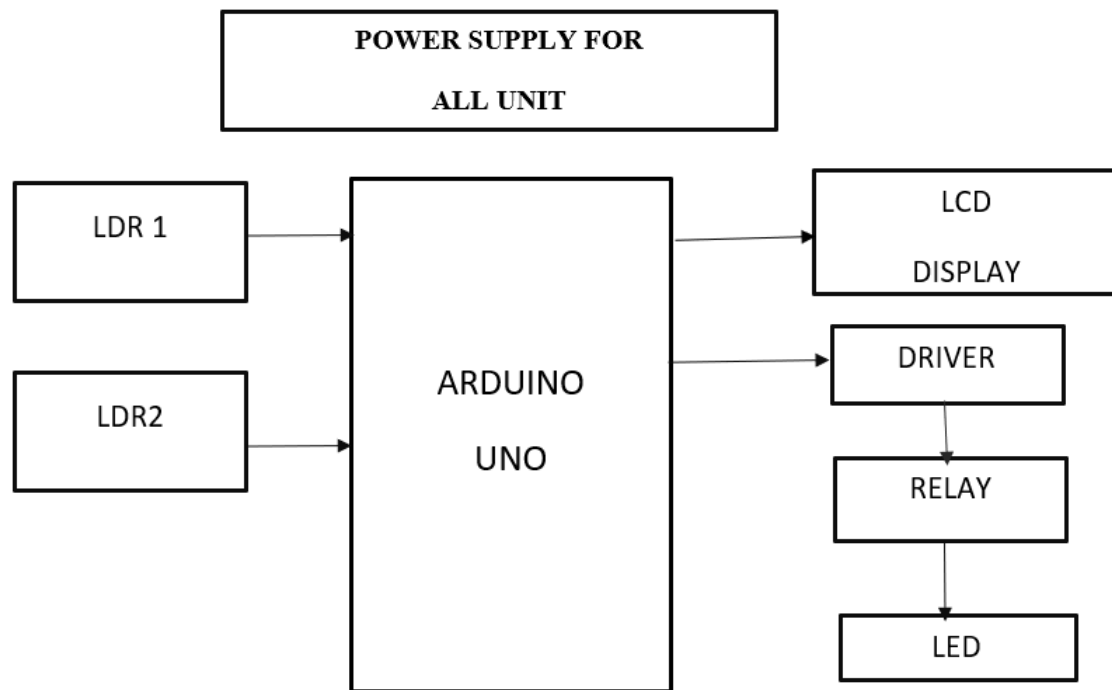 POWER SUPPLY FOR
ALL UNIT
LDR 1
LDR2
ARDUINO
UNO
LCD
DISPLAY
DRIVER
RELAY
LED